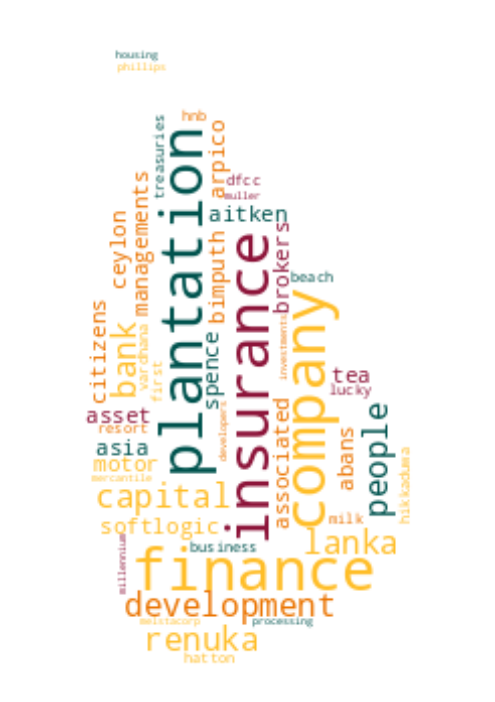 housing
phillips
hnb
treasuries
plantation
arpico
dfcc
muller
aitken
managements
ceylon
bimputh
insurance
brokers
beach
company
citizens
bank
vardhana
first
spence
investments
developers
tea
lucky
asset
resort
asia
motor
mercantile
associated
abans
people
hikkaduwa
capital
softlogic
milk
lanka
millennium
business
finance
development
melstacorp
processing
renuka
hatton